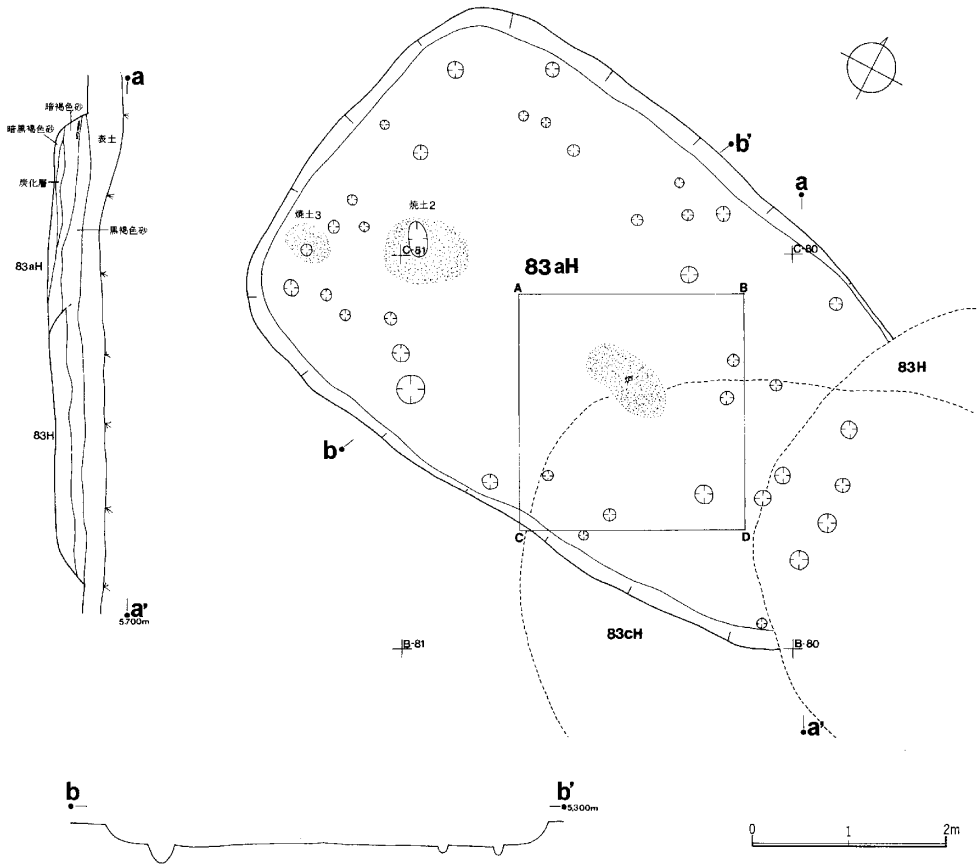 a
暗褐色砂
暗黒褐色砂
表土
炭化層
黒褐色砂
83aH
83H
a'
5.700m
b'
a
焼土3
焼土2
C-81
C-80
83aH
A
B
83H
炉
b
C
D
83cH
B-81
B-80
a'
b
b'
5.300m
0
1
2m